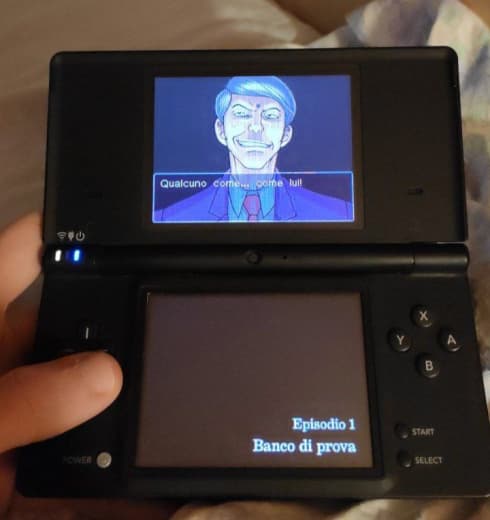 Qualcuno come... come lui!
Episodio 1
Banco di prova
X
Y
A
B
START
SELECT
POWER